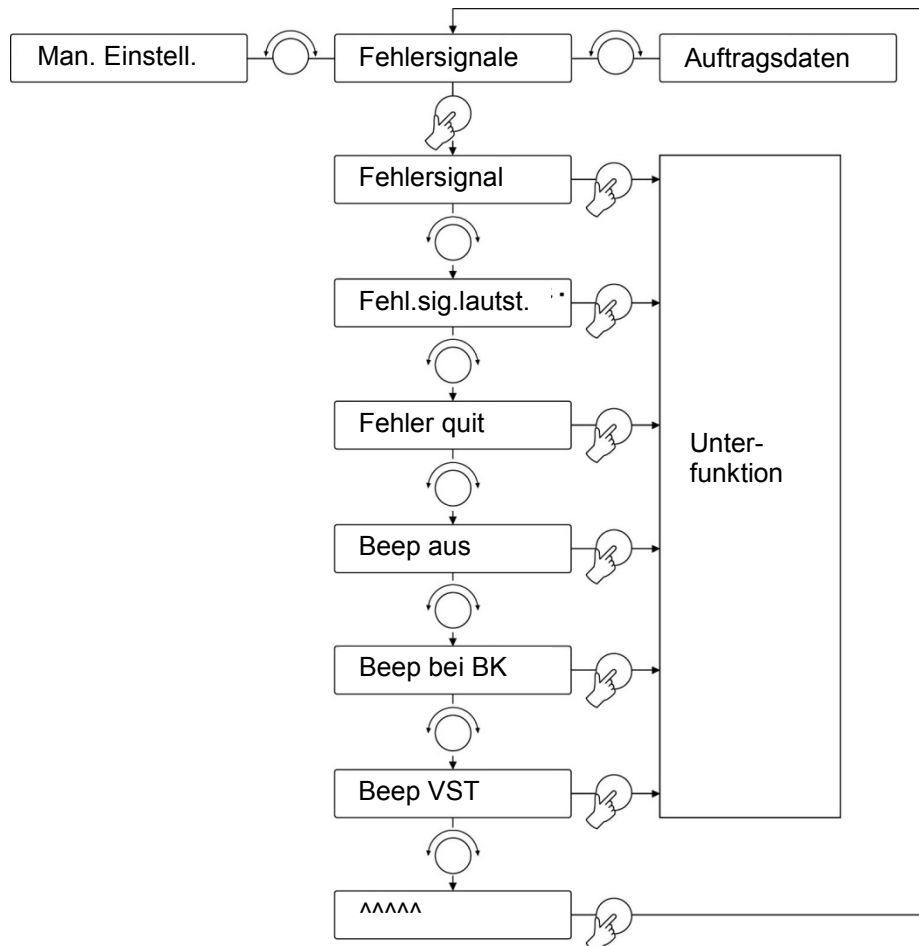 Man. Einstell.
Fehlersignale
Auftragsdaten
Fehlersignal
Fehl.sig.lautst.
Fehler quit
Unter-
funktion
Beep aus
Beep bei BK
Beep VST
^^^^^